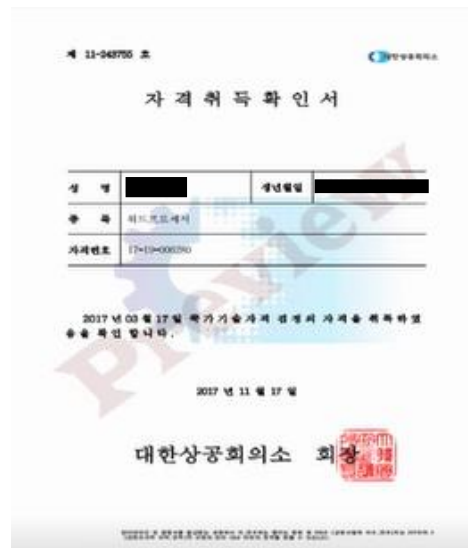 제 11-043755 호
대한상공회의소
자 격 취 득 확 인 서
성 명
생년월일
종 목 워드프로세서
자격번호
Preview
2017 년 03 월 17 일 국가기술자격 검정의 자격을 취득하였
음을 확인 합니다.
2017 년 11 월 17 일
대한상공회의소 회장